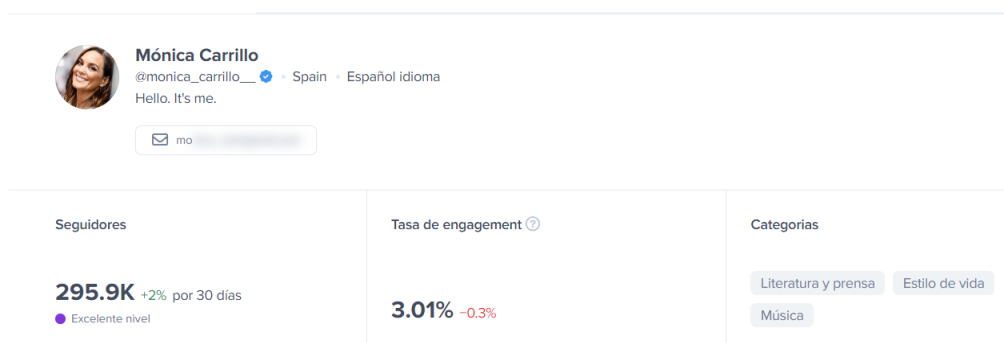 Mónica Carrillo
@monica_carrillo__ Spain Español idioma
Hello. It's me.
mo
Seguidores
Tasa de engagement ?
Categorias
295.9K +2% por 30 días
Excelente nivel
3.01% −0.3%
Literatura y prensa Estilo de vida
Música